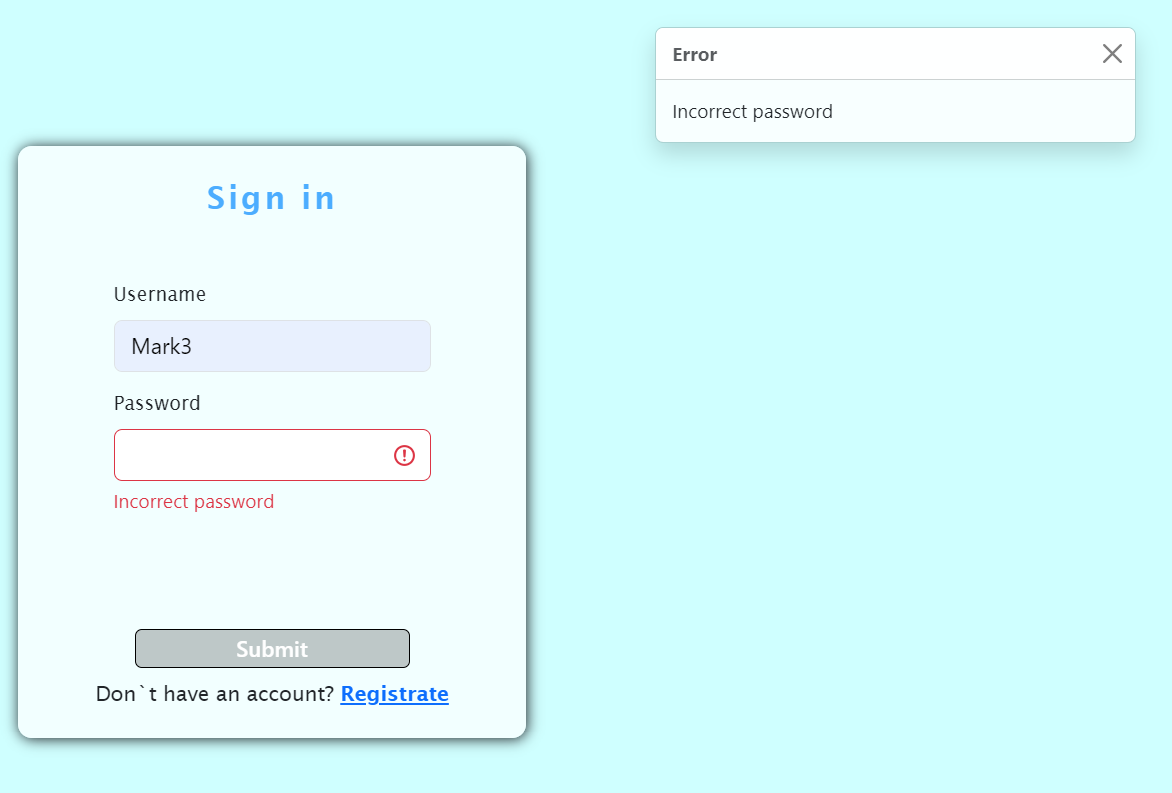 Error
Incorrect password
Sign in
Username
Mark3
Password
Incorrect password
Submit
Don`t have an account? Registrate